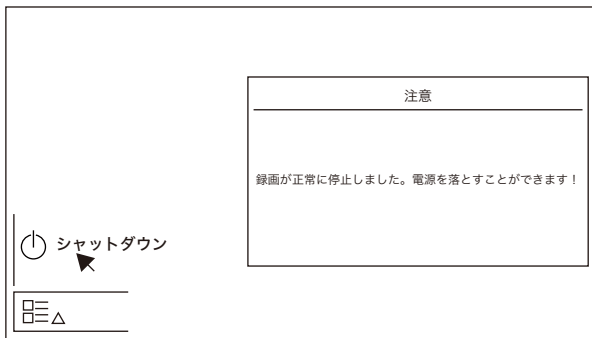 注意
録画が正常に停止しました。電源を落とすことができます！
シャットダウン